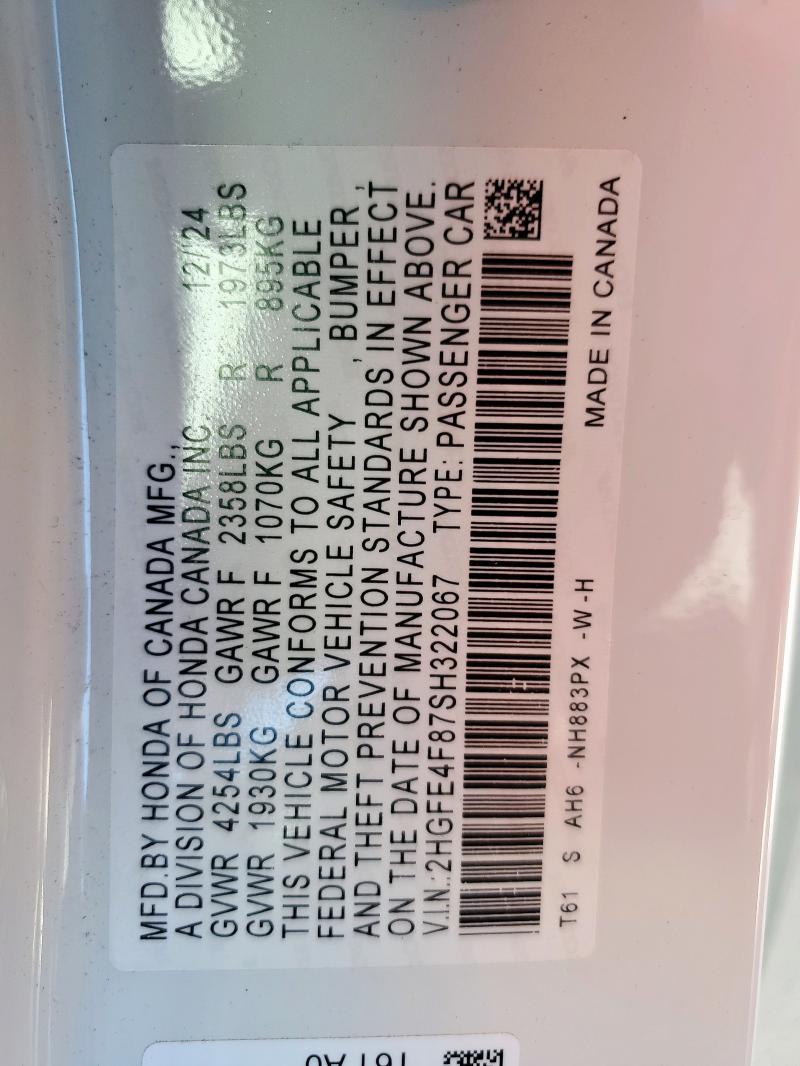 MFD.BY HONDA OF CANADA MFG.,
A DIVISION OF HONDA CANADA INC. 12/'24
GVWR 4254LBS GAWR F 2358LBS R 1973LBS
GVWR 1930KG GAWR F 1070KG R 895KG
THIS VEHICLE CONFORMS TO ALL APPLICABLE
FEDERAL MOTOR VEHICLE SAFETY , BUMPER ,
AND THEFT PREVENTION STANDARDS IN EFFECT
ON THE DATE OF MANUFACTURE SHOWN ABOVE.
V.I.N.:2HGFE4F87SH322067 TYPE: PASSENGER CAR
T61 S AH6 -NH883PX -W -H
MADE IN CANADA